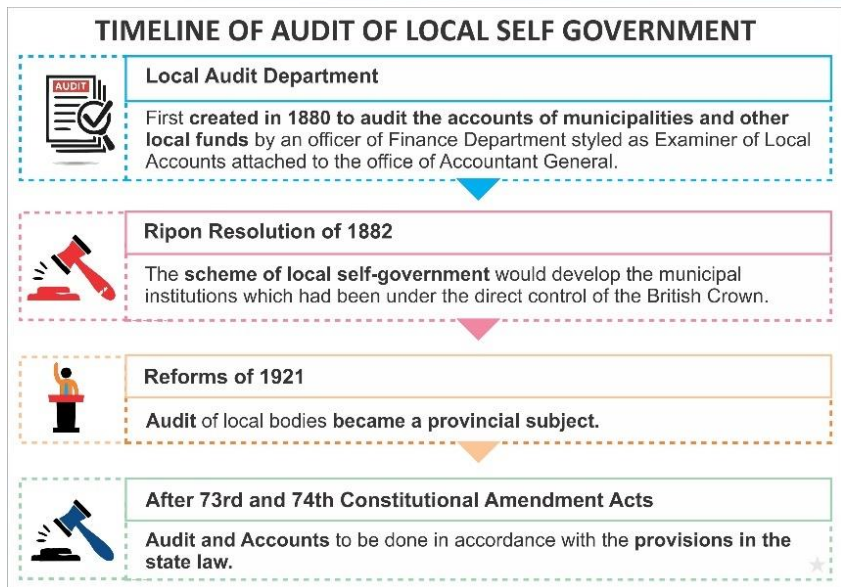 TIMELINE OF AUDIT OF LOCAL SELF GOVERNMENT
AUDIT
Local Audit Department
First created in 1880 to audit the accounts of municipalities and other
local funds by an officer of Finance Department styled as Examiner of Local
Accounts attached to the office of Accountant General.
Ripon Resolution of 1882
The scheme of local self-government would develop the municipal
institutions which had been under the direct control of the British Crown.
Reforms of 1921
Audit of local bodies became a provincial subject.
After 73rd and 74th Constitutional Amendment Acts
Audit and Accounts to be done in accordance with the provisions in the
state law.